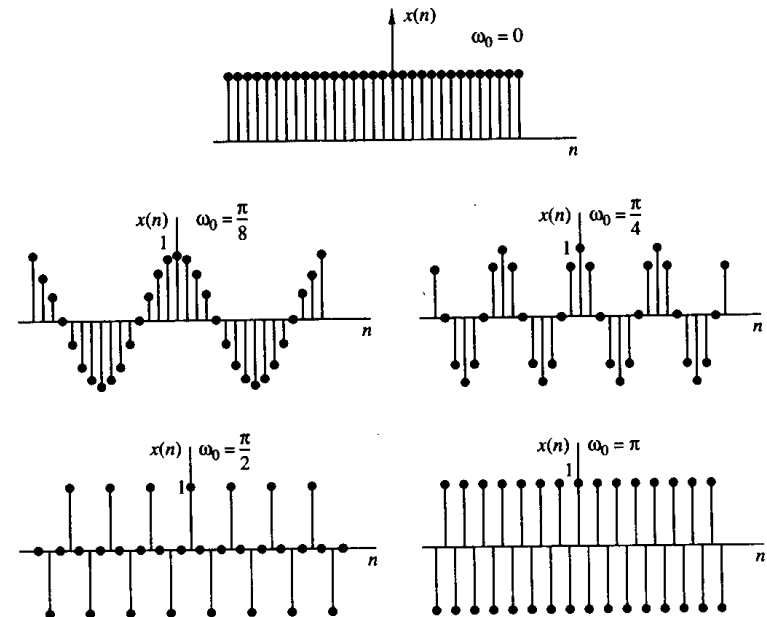 x(n)
ω₀ = 0
n
x(n) ω₀ = π/8
1
n
x(n) ω₀ = π/4
1
n
x(n) ω₀ = π/2
1
n
x(n) ω₀ = π
1
n